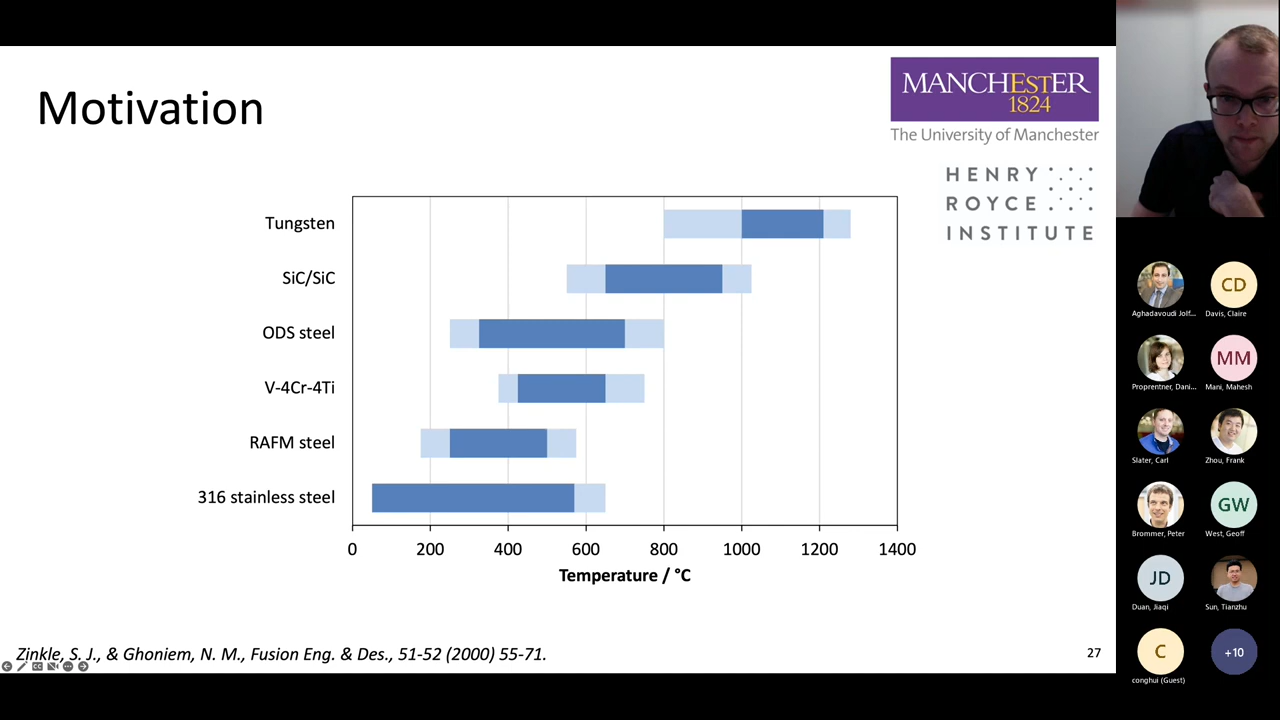 Motivation
MANCHESTER
1824
The University of Manchester
HENRY
ROYCE
INSTITUTE
Tungsten
SiC/SiC
ODS steel
V-4Cr-4Ti
RAFM steel
316 stainless steel
0 200 400 600 800 1000 1200 1400
Temperature / °C
Zinkle, S. J., & Ghoniem, N. M., Fusion Eng. & Des., 51-52 (2000) 55-71.
27
CD
Aghadavoudi Jolf... Davis, Claire
MM
Proprentner, Dani... Mani, Mahesh
Slater, Carl Zhou, Frank
GW
Brommer, Peter West, Geoff
JD
Duan, Jiaqi Sun, Tianzhu
C +10
conghui (Guest)